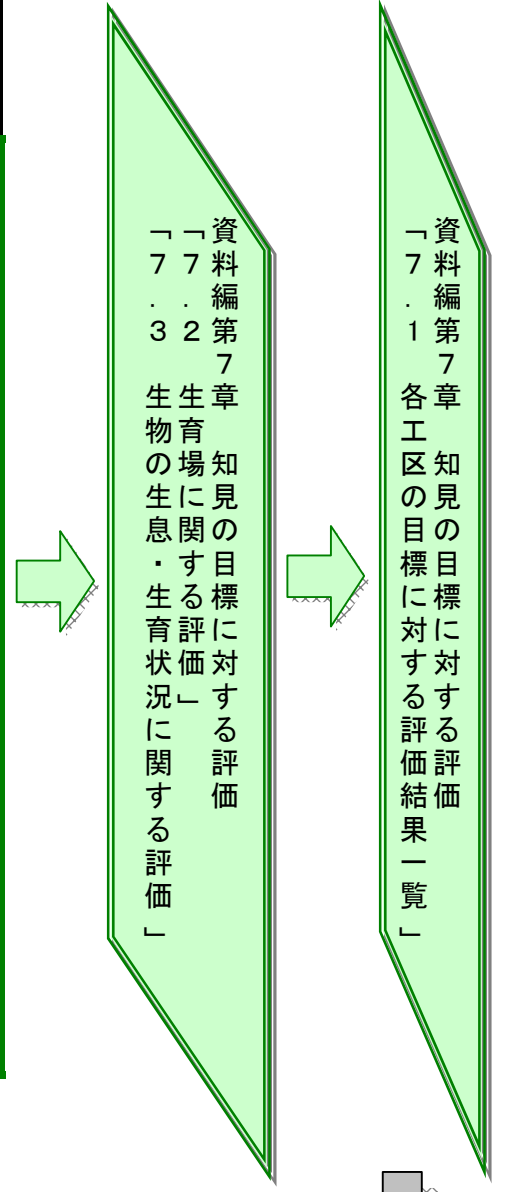 資料編第7章　知見の目標に対する評価
「7.2　生育場に関する評価」
「7.3　生物の生息・生育状況に関する評価」
資料編第7章　知見の目標に対する評価
「7.1　各工区の目標に対する評価結果一覧」